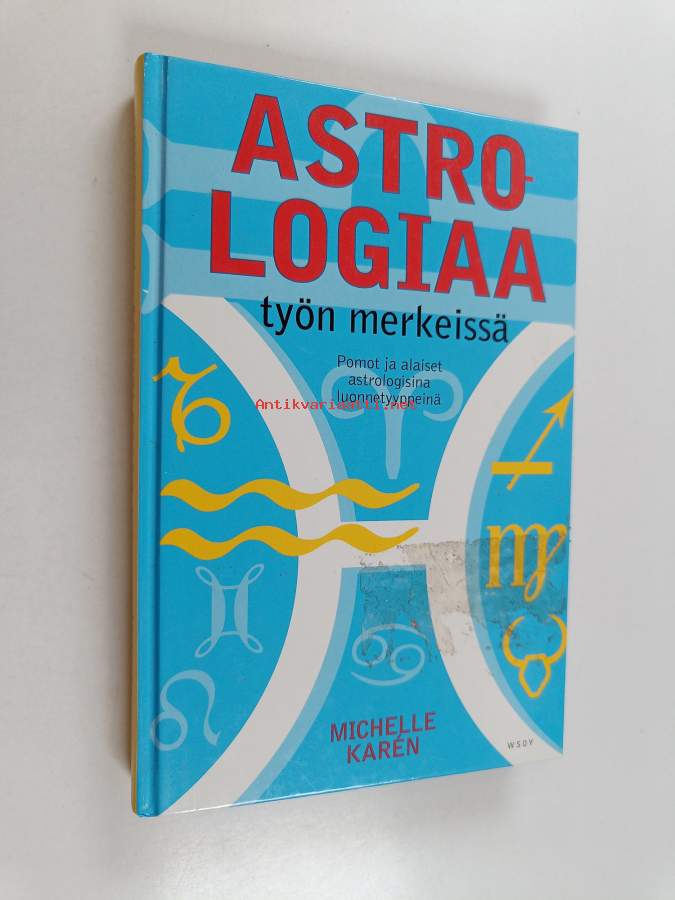 ASTRO-
LOGIAA
työn merkeissä
Pomot ja alaiset
astrologisina
Antikvariaatti.net
luonnetyyppeinä
MICHELLE
KARÉN
WSOY